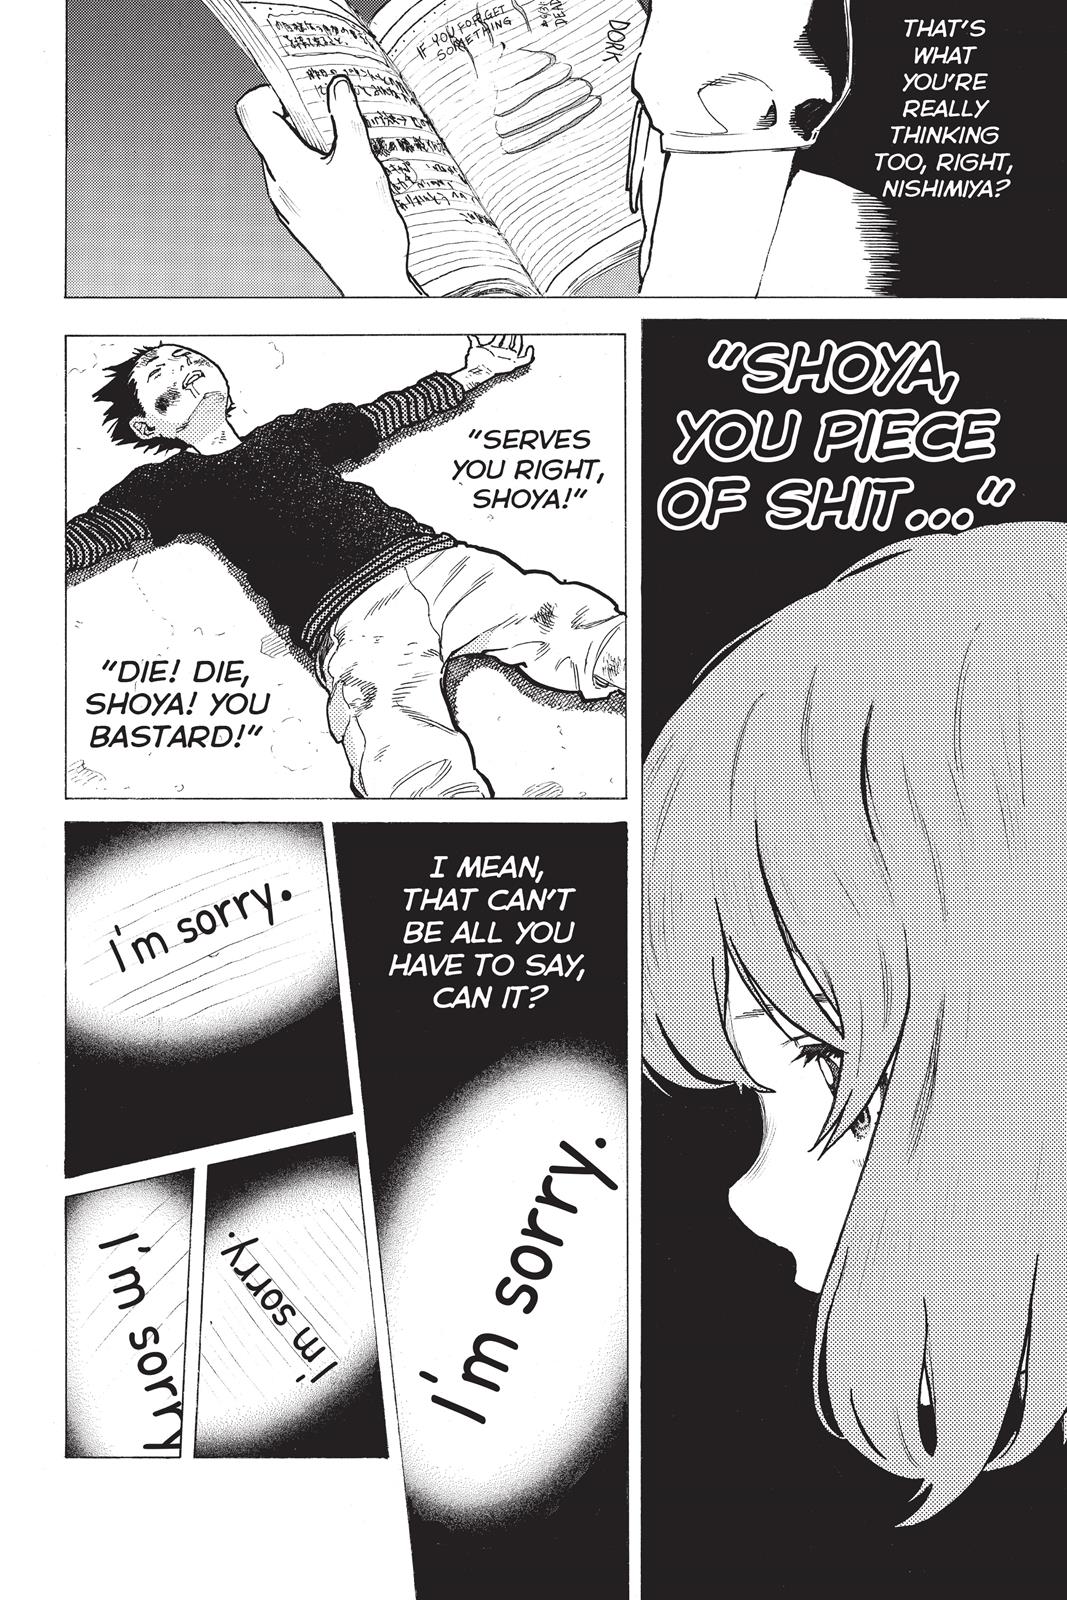 THAT'S
WHAT
YOU'RE
REALLY
THINKING
TOO, RIGHT,
NISHIMIYA?
IF YOU FORGET
SOMETHING
DEAD
DORK
"SHOYA,
YOU PIECE
OF SHIT..."
"SERVES
YOU RIGHT,
SHOYA!"
"DIE! DIE,
SHOYA! YOU
BASTARD!"
I MEAN,
THAT CAN'T
BE ALL YOU
HAVE TO SAY,
CAN IT?
I'm sorry.
I'm sorry.
I'm sorry.
I'm sorry